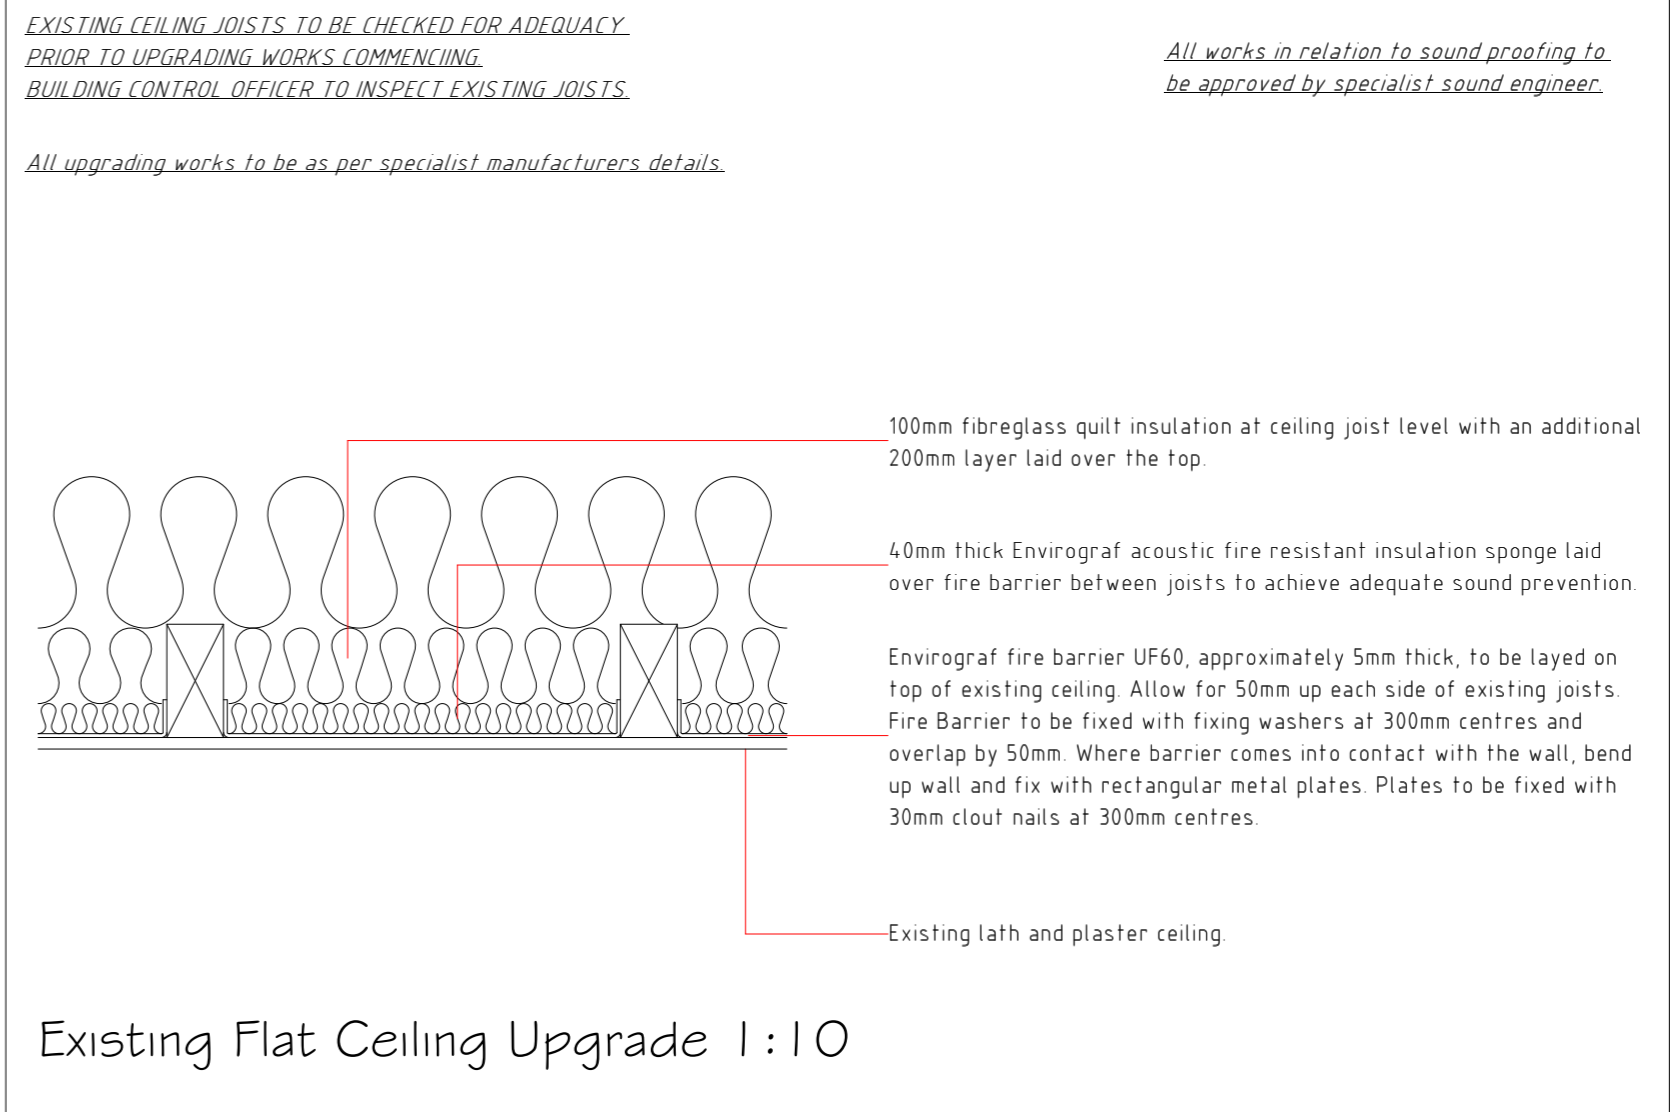 EXISTING CEILING JOISTS TO BE CHECKED FOR ADEQUACY
PRIOR TO UPGRADING WORKS COMMENCIING.
BUILDING CONTROL OFFICER TO INSPECT EXISTING JOISTS.
All works in relation to sound proofing to
be approved by specialist sound engineer.
All upgrading works to be as per specialist manufacturers details.
100mm fibreglass quilt insulation at ceiling joist level with an additional
200mm layer laid over the top.
40mm thick Envirograf acoustic fire resistant insulation sponge laid
over fire barrier between joists to achieve adequate sound prevention.
Envirograf fire barrier UF60, approximately 5mm thick, to be layed on
top of existing ceiling. Allow for 50mm up each side of existing joists.
Fire Barrier to be fixed with fixing washers at 300mm centres and
overlap by 50mm. Where barrier comes into contact with the wall, bend
up wall and fix with rectangular metal plates. Plates to be fixed with
30mm clout nails at 300mm centres.
Existing lath and plaster ceiling.
Existing Flat Ceiling Upgrade 1:10